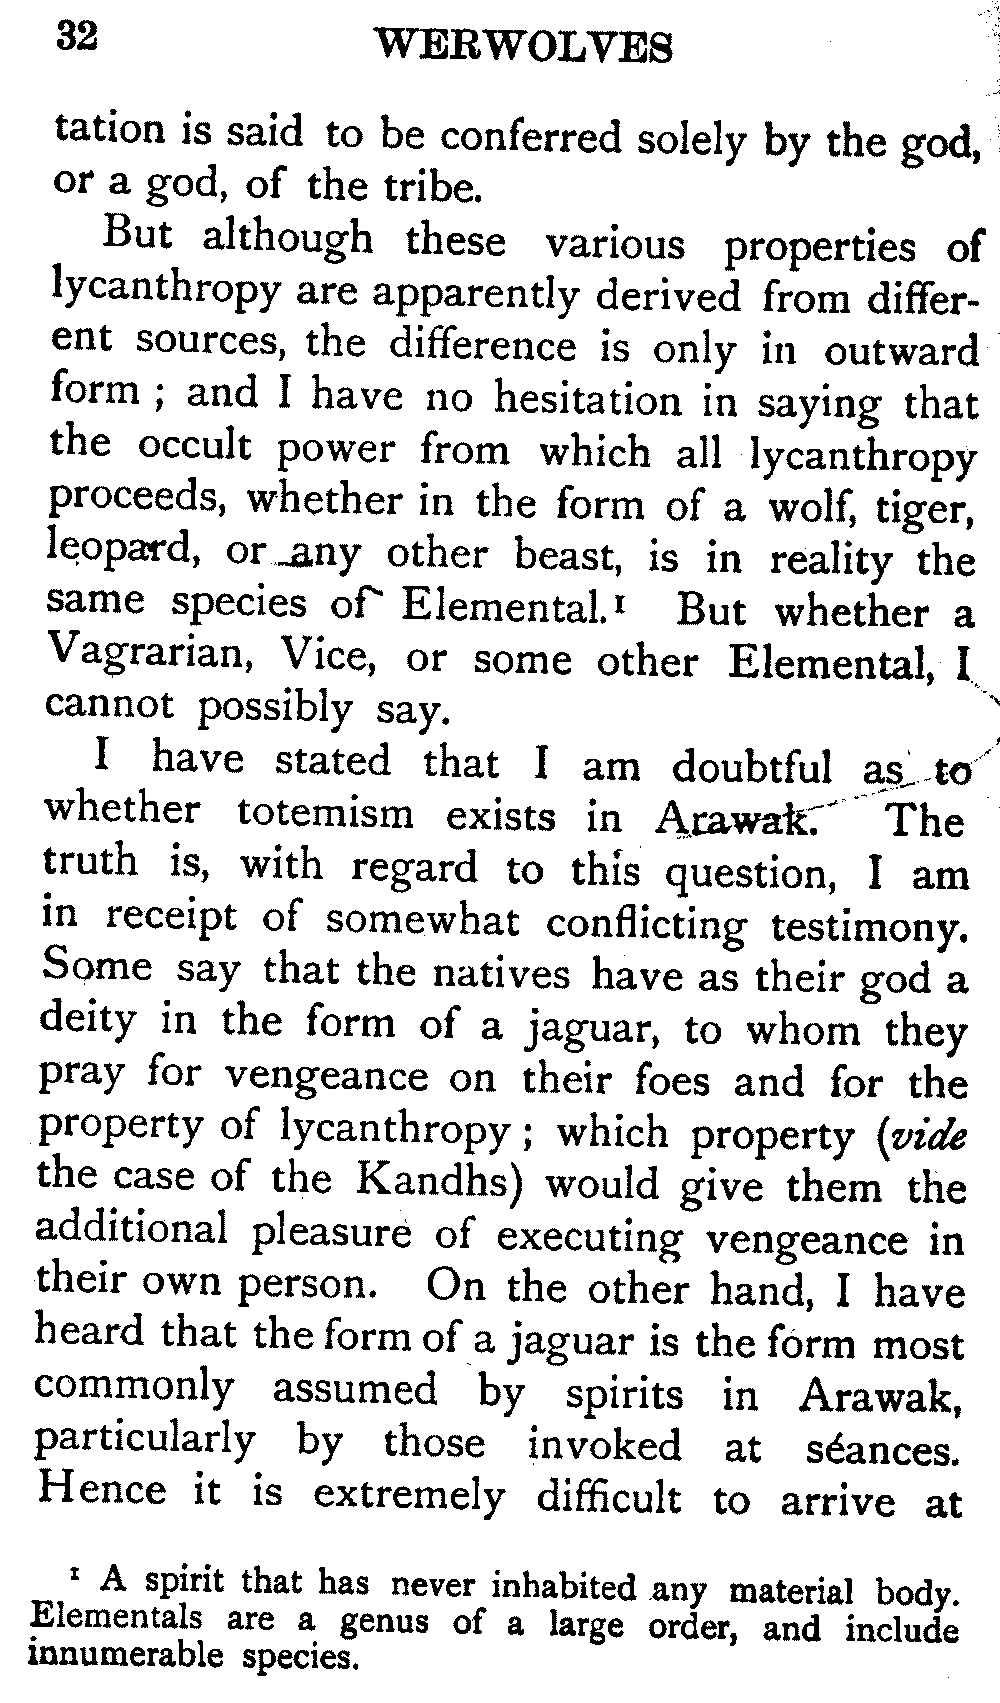 32 WERWOLVES
tation is said to be conferred solely by the god,
or a god, of the tribe.
But although these various properties of
lycanthropy are apparently derived from differ-
ent sources, the difference is only in outward
form ; and I have no hesitation in saying that
the occult power from which all lycanthropy
proceeds, whether in the form of a wolf, tiger,
leopard, or any other beast, is in reality the
same species of Elemental.¹ But whether a
Vagrarian, Vice, or some other Elemental, I
cannot possibly say.
I have stated that I am doubtful as to
whether totemism exists in Arawak. The
truth is, with regard to this question, I am
in receipt of somewhat conflicting testimony.
Some say that the natives have as their god a
deity in the form of a jaguar, to whom they
pray for vengeance on their foes and for the
property of lycanthropy ; which property (vide
the case of the Kandhs) would give them the
additional pleasure of executing vengeance in
their own person. On the other hand, I have
heard that the form of a jaguar is the form most
commonly assumed by spirits in Arawak,
particularly by those invoked at séances.
Hence it is extremely difficult to arrive at
¹ A spirit that has never inhabited any material body.
Elementals are a genus of a large order, and include
innumerable species.